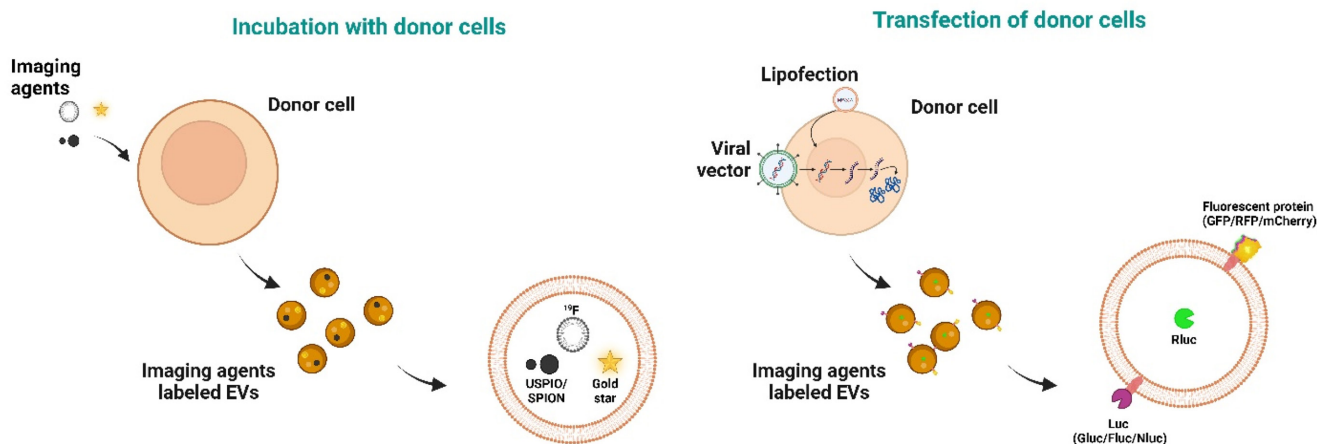 Incubation with donor cells
Imaging
agents
Donor cell
Imaging agents
labeled EVs
19F
USPIO/
SPION
Gold
star
Transfection of donor cells
Lipofection
Donor cell
Viral
vector
Imaging agents
labeled EVs
Fluorescent protein
(GFP/RFP/mCherry)
Rluc
Luc
(Gluc/Fluc/Nluc)